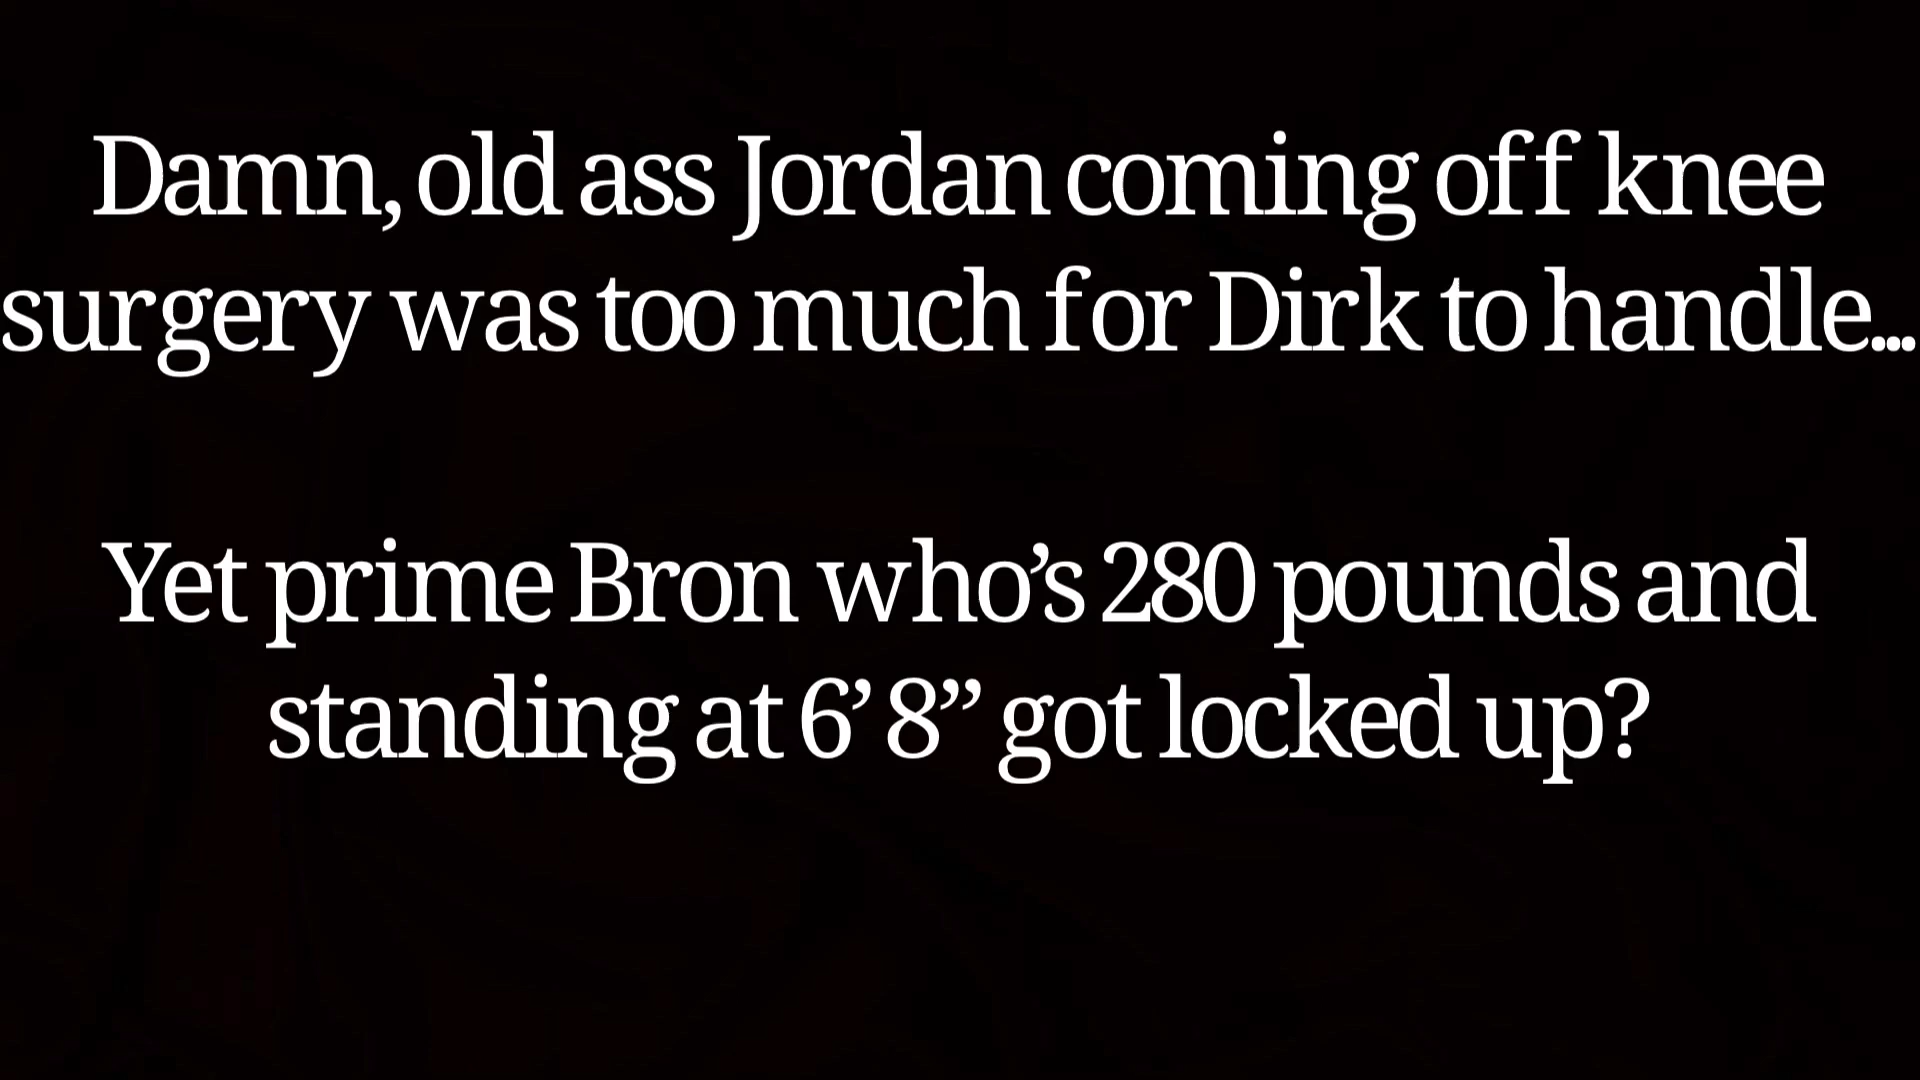 Damn, old ass Jordan coming off knee
surgery was too much for Dirk to handle...
Yet prime Bron who’s 280 pounds and
standing at 6’ 8” got locked up?